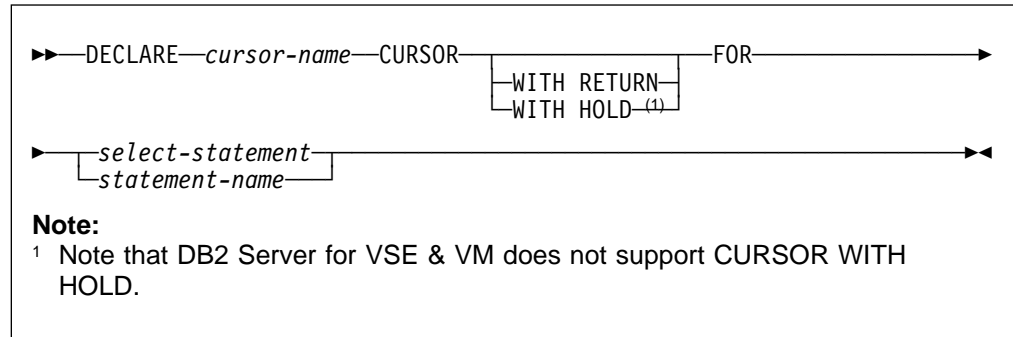 DECLARE cursor-name CURSOR FOR
WITH RETURN
WITH HOLD (1)
select-statement
statement-name
Note:
1 Note that DB2 Server for VSE & VM does not support CURSOR WITH
HOLD.